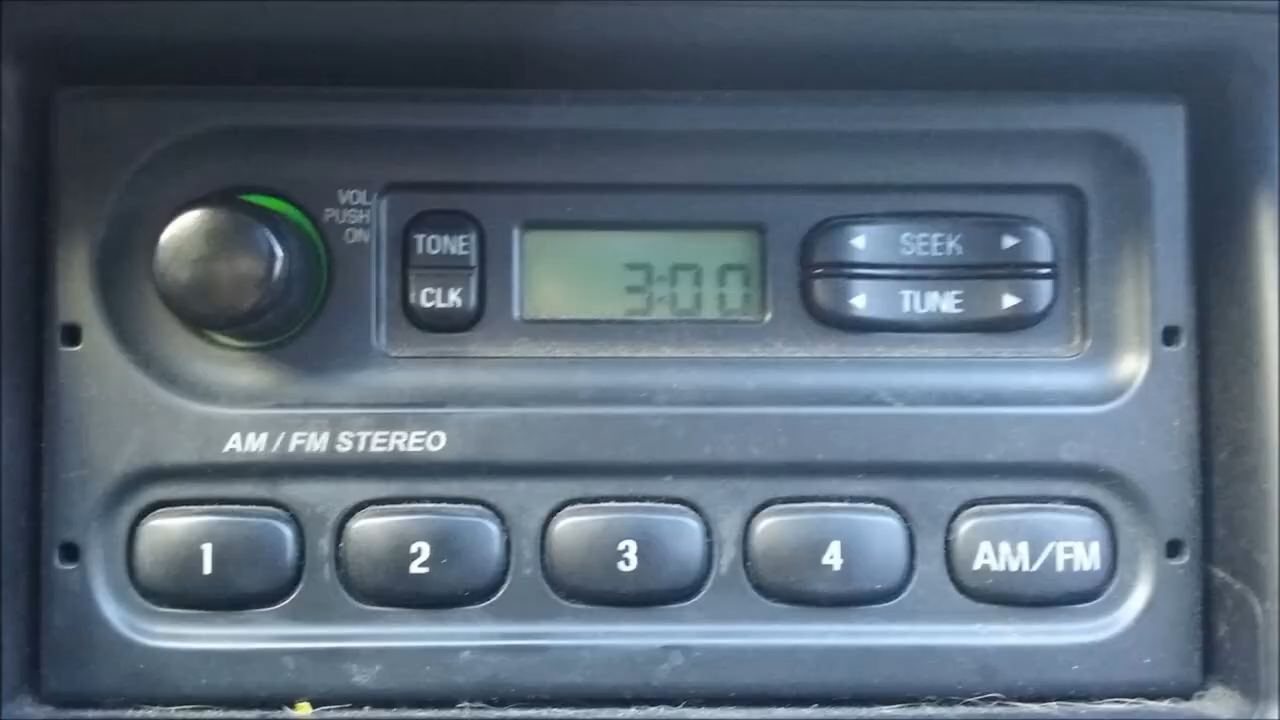 VOL
PUSH
ON
TONE
CLK
3:00
◄ SEEK ►
◄ TUNE ►
AM / FM STEREO
1
2
3
4
AM/FM